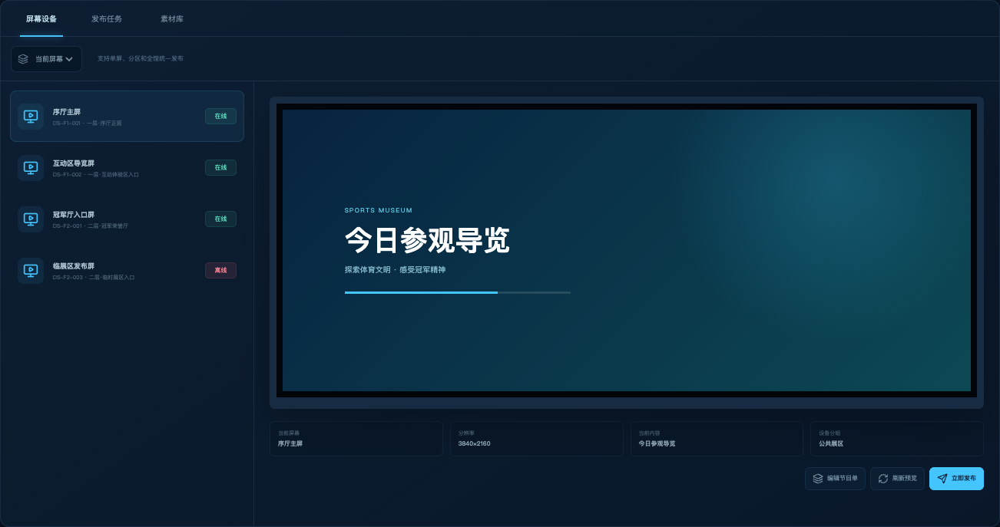 屏幕设备
发布任务
素材库
当前屏幕
支持单屏、分区和全馆统一发布
序厅主屏
DS-F1-001 · 一层·序厅正面
在线
互动区导览屏
DS-F1-002 · 一层·互动体验区入口
在线
冠军厅入口屏
DS-F2-001 · 二层·冠军荣誉厅
在线
临展区发布屏
DS-F2-003 · 二层·临时展区入口
离线
SPORTS MUSEUM
今日参观导览
探索体育文明 · 感受冠军精神
当前屏幕
序厅主屏
分辨率
3840×2160
当前内容
今日参观导览
设备分组
公共展区
编辑节目单
刷新预览
立即发布